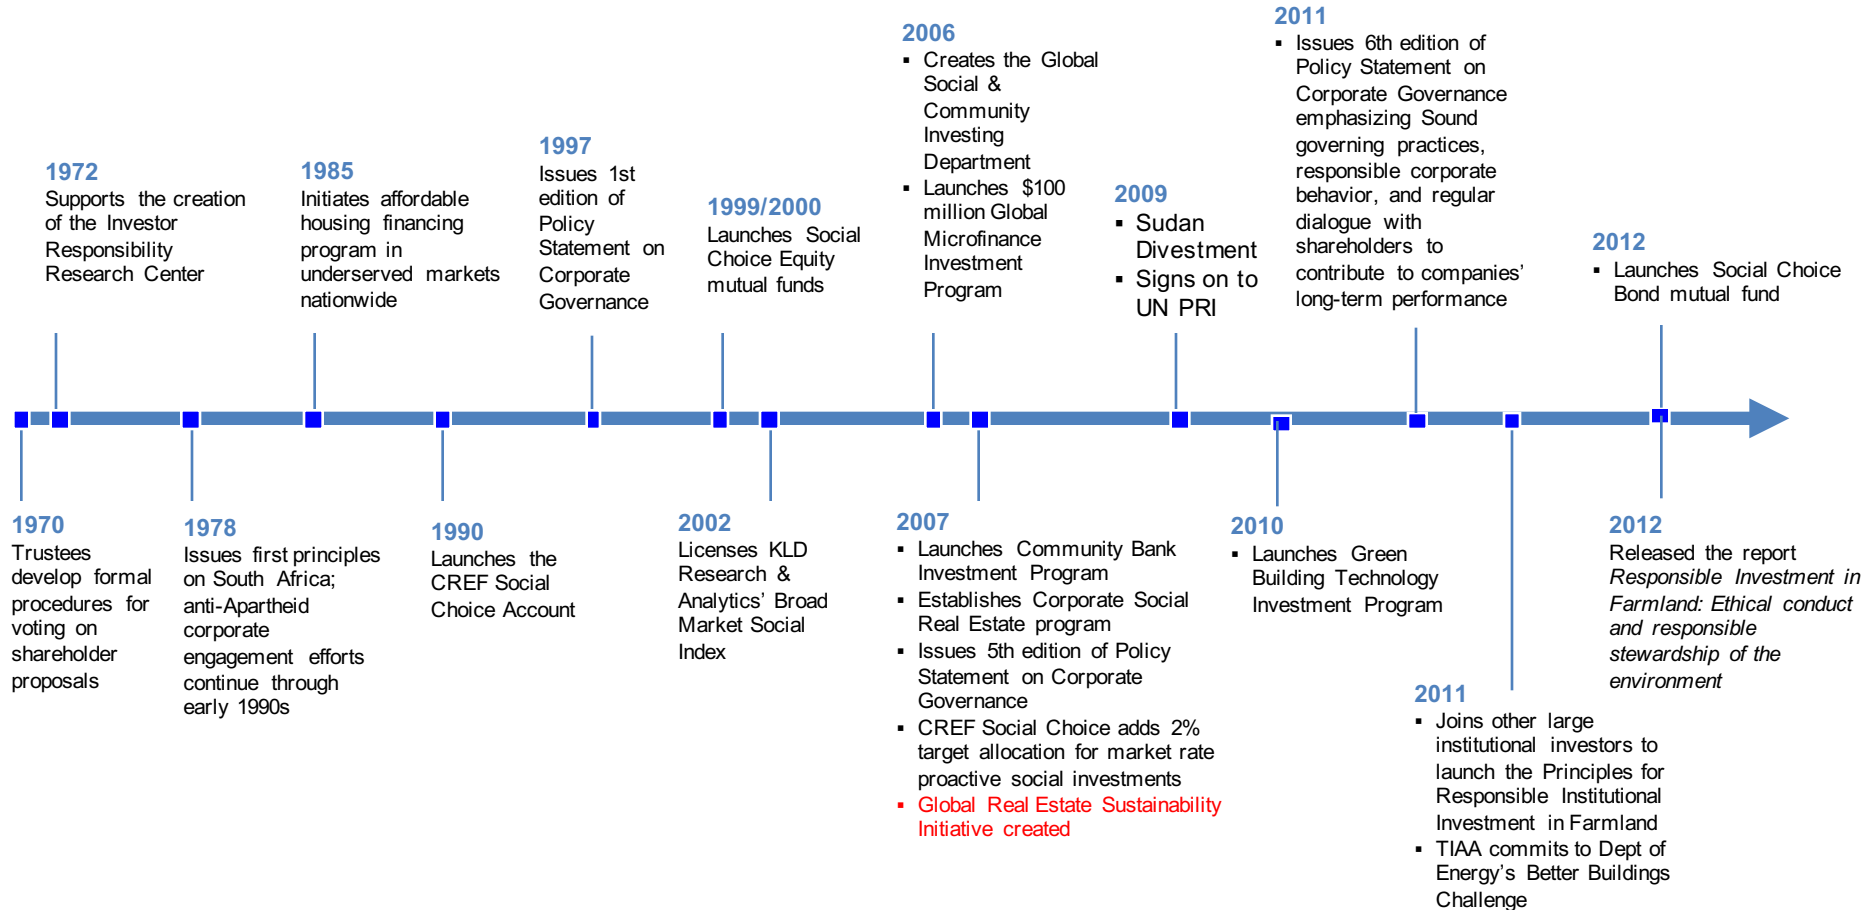 1972
Supports the creation
of the Investor
Responsibility
Research Center
1985
Initiates affordable
housing financing
program in
underserved markets
nationwide
1997
Issues 1st
edition of
Policy
Statement on
Corporate
Governance
1999/2000
Launches Social
Choice Equity
mutual funds
2006
▪ Creates the Global
Social &
Community
Investing
Department
▪ Launches $100
million Global
Microfinance
Investment
Program
2009
▪ Sudan
Divestment
▪ Signs on to
UN PRI
2011
▪ Issues 6th edition of
Policy Statement on
Corporate Governance
emphasizing Sound
governing practices,
responsible corporate
behavior, and regular
dialogue with
shareholders to
contribute to companies’
long-term performance
2012
▪ Launches Social Choice
Bond mutual fund
1970
Trustees
develop formal
procedures for
voting on
shareholder
proposals
1978
Issues first principles
on South Africa;
anti-Apartheid
corporate
engagement efforts
continue through
early 1990s
1990
Launches the
CREF Social
Choice Account
2002
Licenses KLD
Research &
Analytics’ Broad
Market Social
Index
2007
▪ Launches Community Bank
Investment Program
▪ Establishes Corporate Social
Real Estate program
▪ Issues 5th edition of Policy
Statement on Corporate
Governance
▪ CREF Social Choice adds 2%
target allocation for market rate
proactive social investments
▪ Global Real Estate Sustainability
Initiative created
2010
▪ Launches Green
Building Technology
Investment Program
2011
▪ Joins other large
institutional investors to
launch the Principles for
Responsible Institutional
Investment in Farmland
▪ TIAA commits to Dept of
Energy’s Better Buildings
Challenge
2012
Released the report
Responsible Investment in
Farmland: Ethical conduct
and responsible
stewardship of the
environment